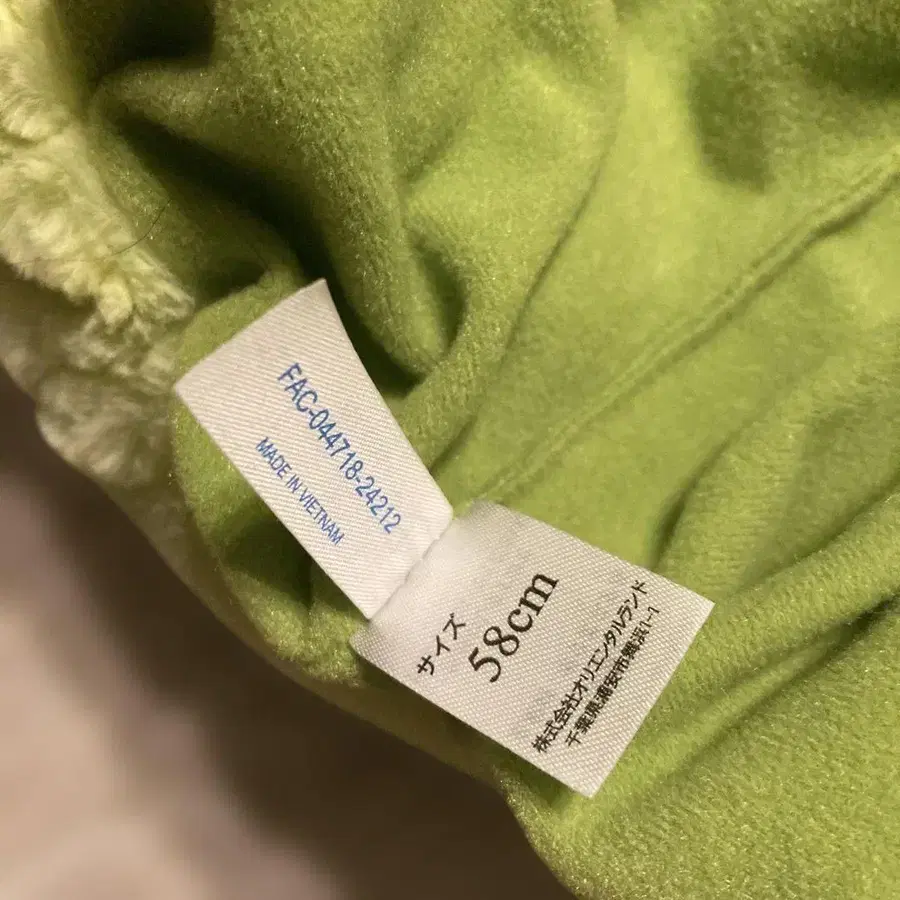 FAC-044718-24212
MADE IN VIETNAM
サイズ
58cm
株式会社オリエンタルランド
千葉県浦安市舞浜1-1